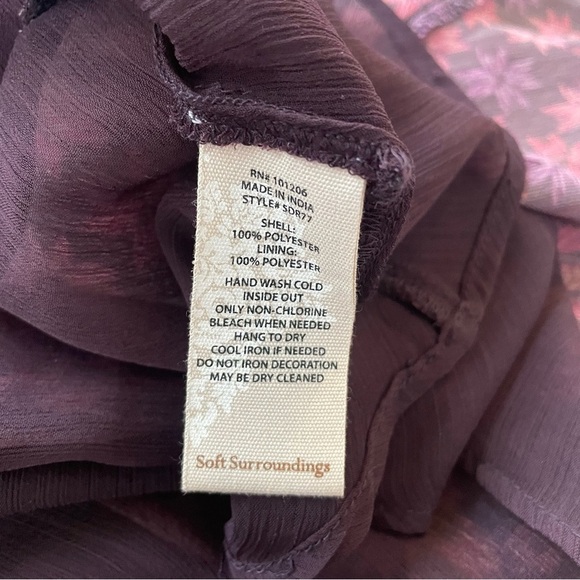 RN# 101206
MADE IN INDIA
STYLE# SDR77
SHELL:
100% POLYESTER
LINING:
100% POLYESTER
HAND WASH COLD
INSIDE OUT
ONLY NON-CHLORINE
BLEACH WHEN NEEDED
HANG TO DRY
COOL IRON IF NEEDED
DO NOT IRON DECORATION
MAY BE DRY CLEANED
Soft Surroundings